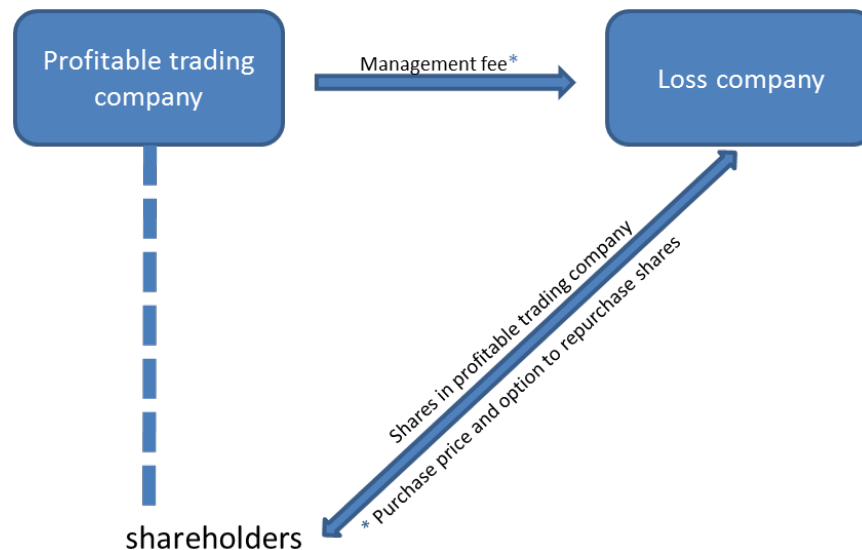 Profitable trading
company
Management fee*
Loss company
Shares in profitable trading company
* Purchase price and option to repurchase shares
shareholders